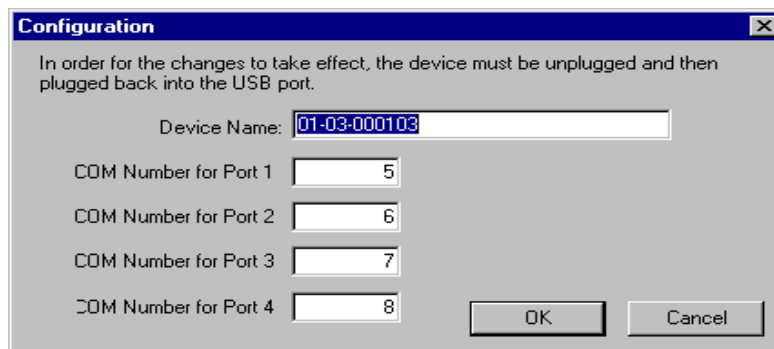 Configuration
In order for the changes to take effect, the device must be unplugged and then
plugged back into the USB port.
Device Name: 01-03-000103
COM Number for Port 1 5
COM Number for Port 2 6
COM Number for Port 3 7
COM Number for Port 4 8
OK Cancel